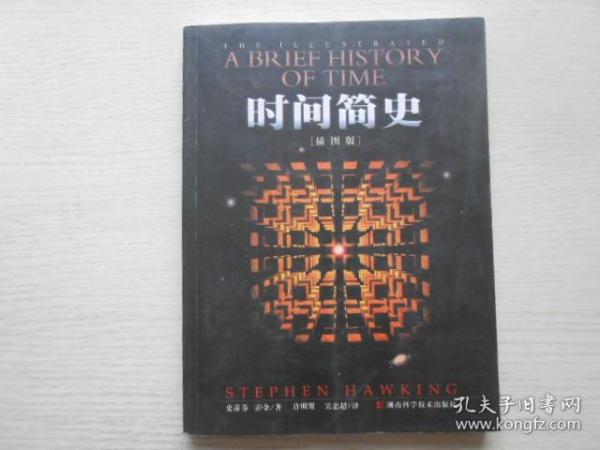 THE ILLUSTRATED
A BRIEF HISTORY
OF TIME
时间简史
[插图版]
STEPHEN HAWKING
史蒂芬·霍金/著 许明贤 吴忠超/译 湖南科学技术出版社
孔夫子旧书网
www.kongfz.com